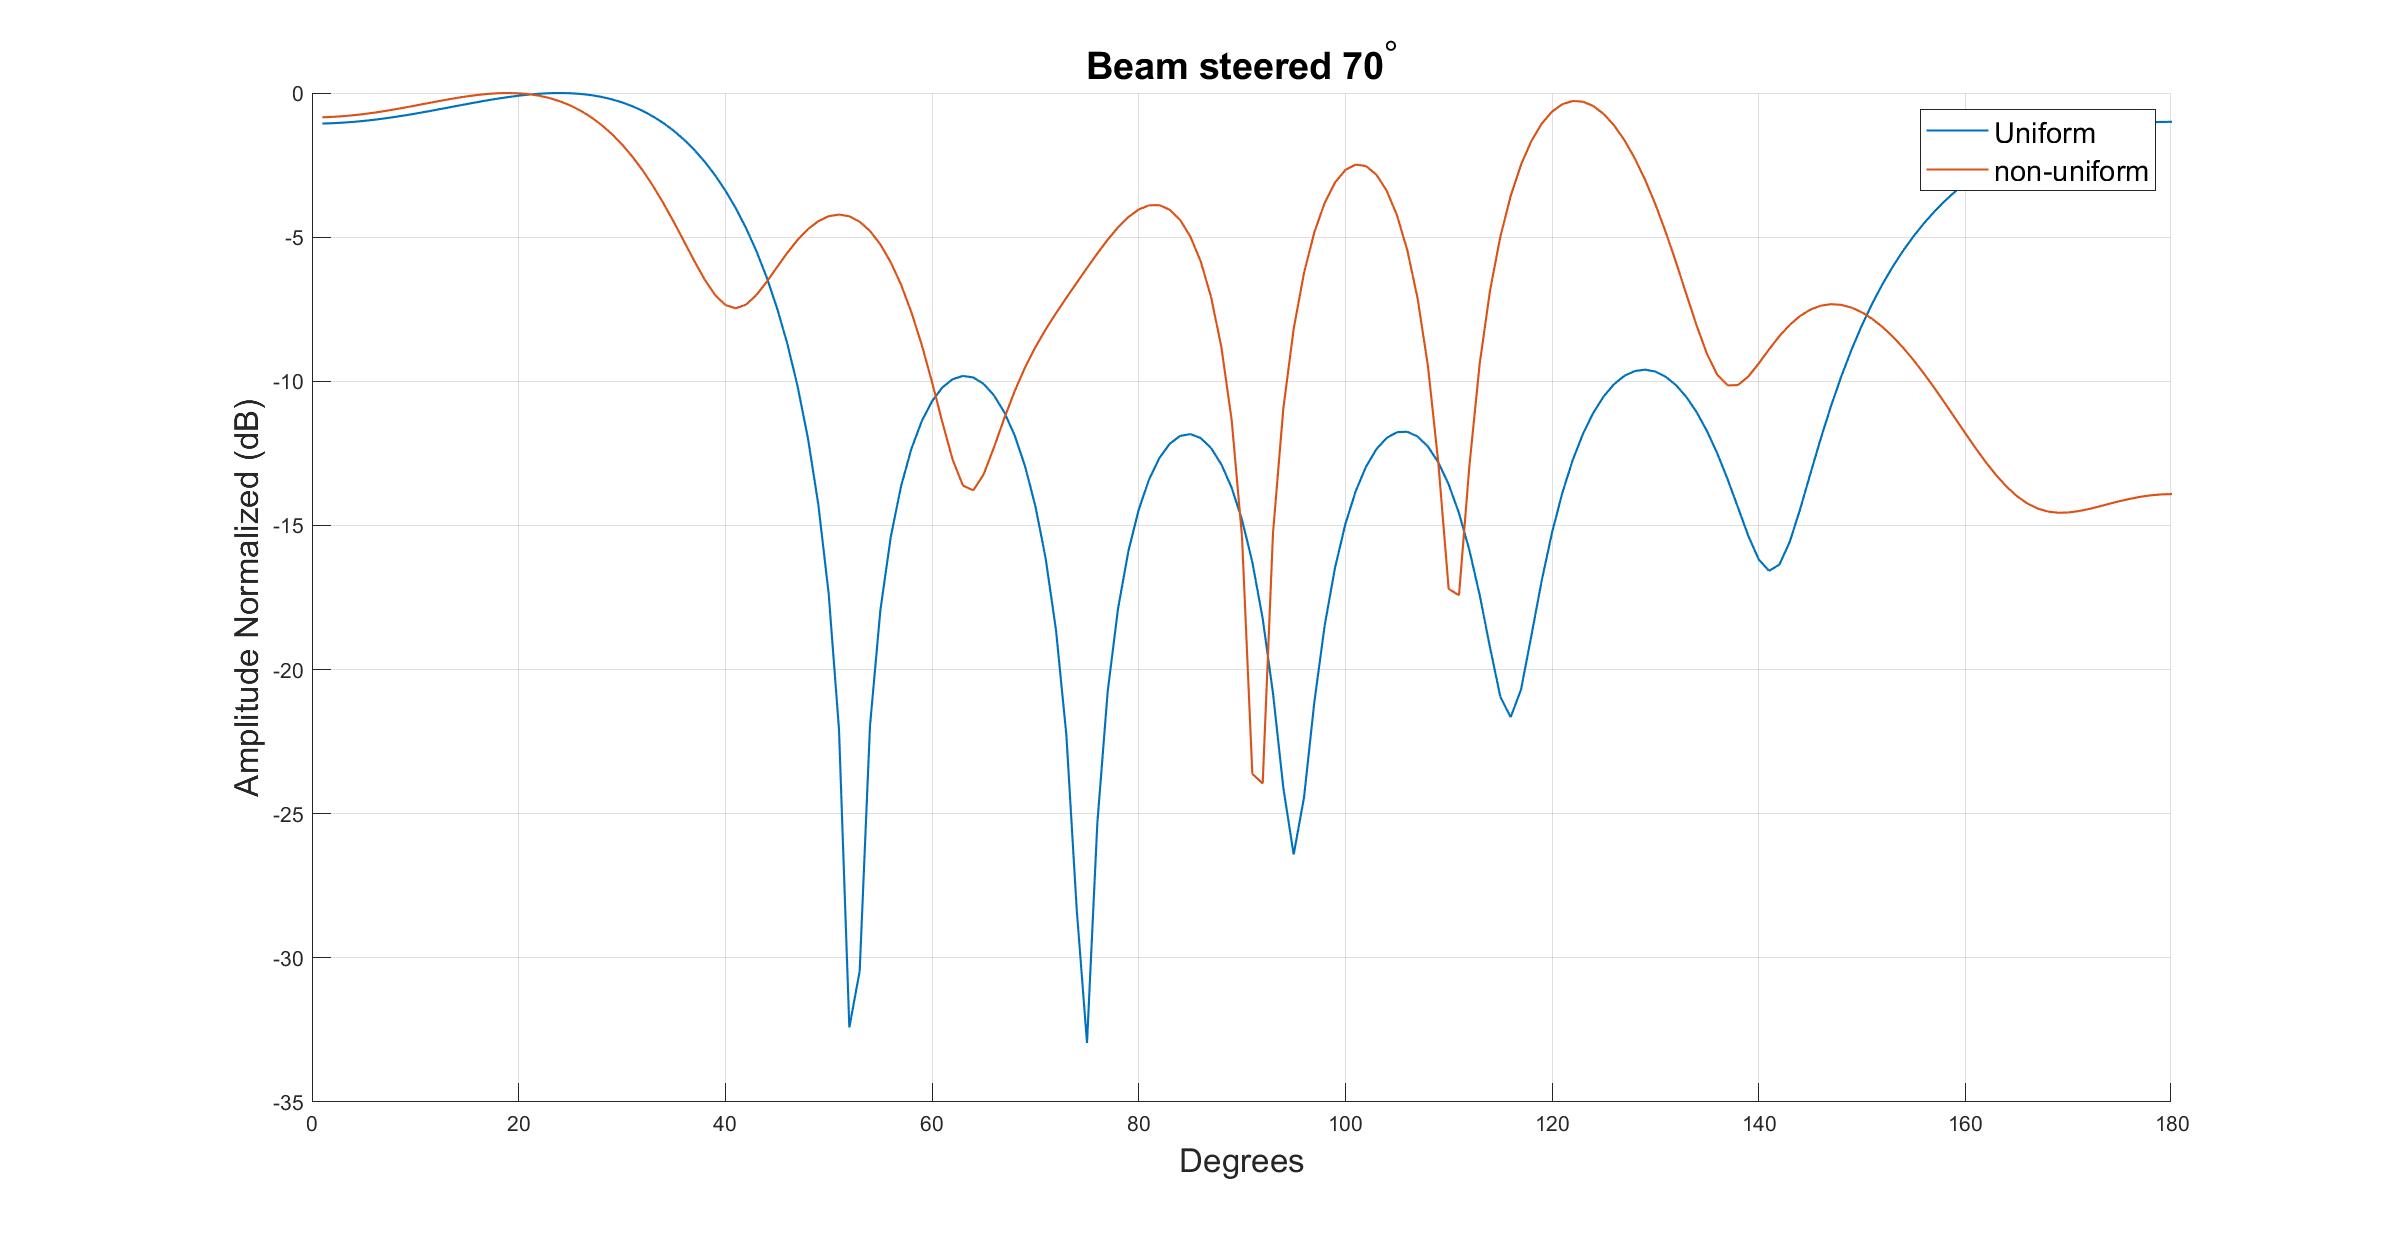 Beam steered 70°
Uniform
non-uniform
Amplitude Normalized (dB)
0
-5
-10
-15
-20
-25
-30
-35
0 20 40 60 80 100 120 140 160 180
Degrees